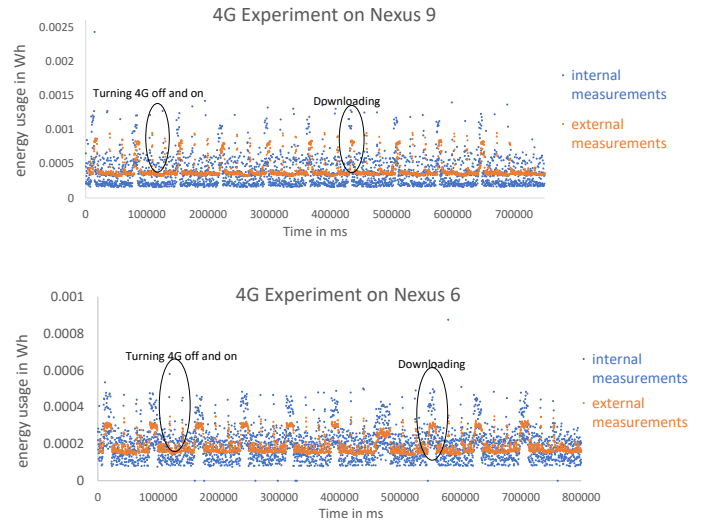 4G Experiment on Nexus 9
energy usage in Wh
0.0025
0.002
0.0015
0.001
0.0005
0
Turning 4G off and on
Downloading
internal measurements
external measurements
0 100000 200000 300000 400000 500000 600000 700000
Time in ms
4G Experiment on Nexus 6
energy usage in Wh
0.001
0.0008
0.0006
0.0004
0.0002
0
Turning 4G off and on
Downloading
internal
measurements
external
measurements
0 100000 200000 300000 400000 500000 600000 700000 800000
Time in ms